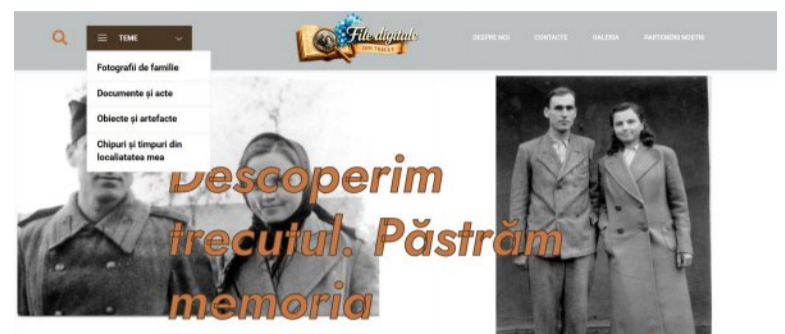 TEME
File digitale
DIN TRECUT
DESPRE NOI
CONTACTE
GALERIA
PARTENERII NOȘTRI
Fotografii de familie
Documente și acte
Obiecte și artefacte
Chipuri și timpuri din
localiatatea mea
Descoperim
trecutul. Păstrăm
memoria